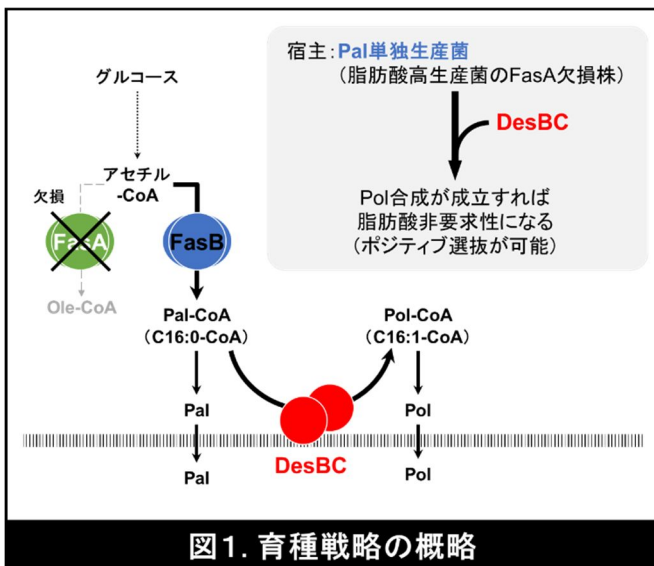 宿主：Pal単独生産菌
（脂肪酸高生産菌のFasA欠損株）
DesBC
Pol合成が成立すれば
脂肪酸非要求性になる
（ポジティブ選抜が可能）
グルコース
アセチル
-CoA
欠損
FasA
FasB
Ole-CoA
Pal-CoA
（C16:0-CoA）
Pol-CoA
（C16:1-CoA）
Pal
Pol
DesBC
Pal
Pol
図1. 育種戦略の概略